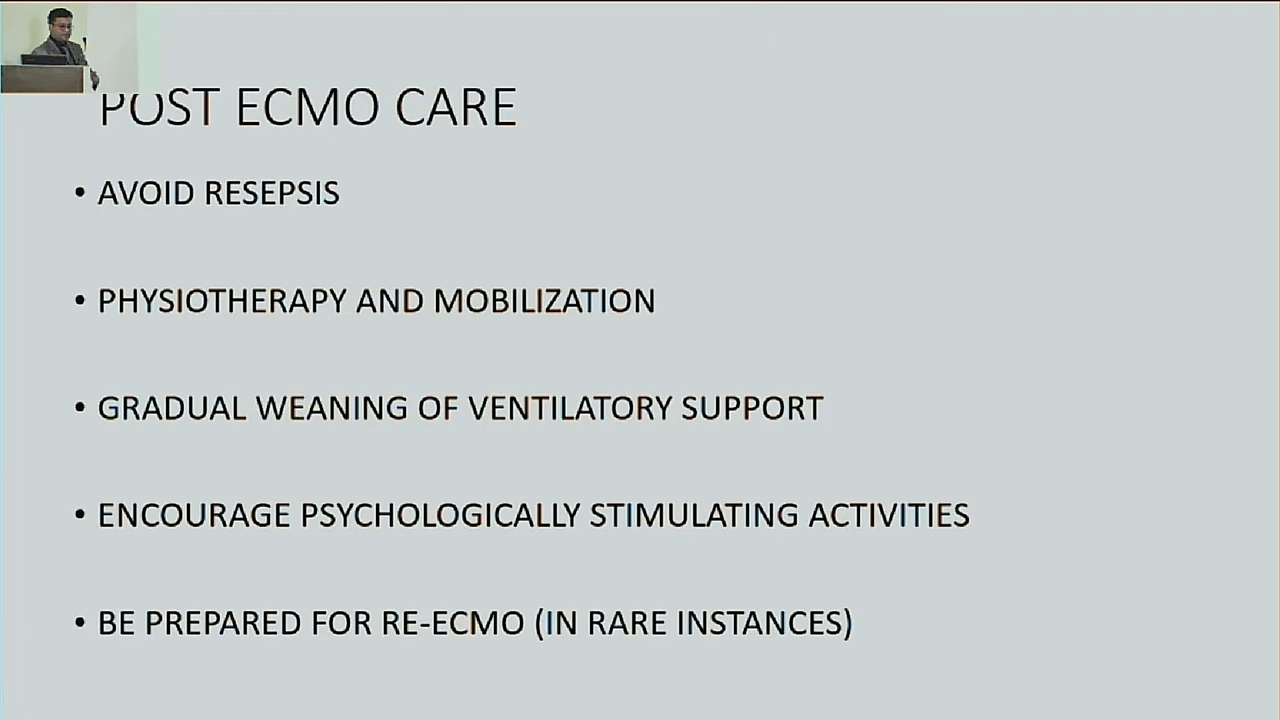 POST ECMO CARE
• AVOID RESEPSIS
• PHYSIOTHERAPY AND MOBILIZATION
• GRADUAL WEANING OF VENTILATORY SUPPORT
• ENCOURAGE PSYCHOLOGICALLY STIMULATING ACTIVITIES
• BE PREPARED FOR RE-ECMO (IN RARE INSTANCES)